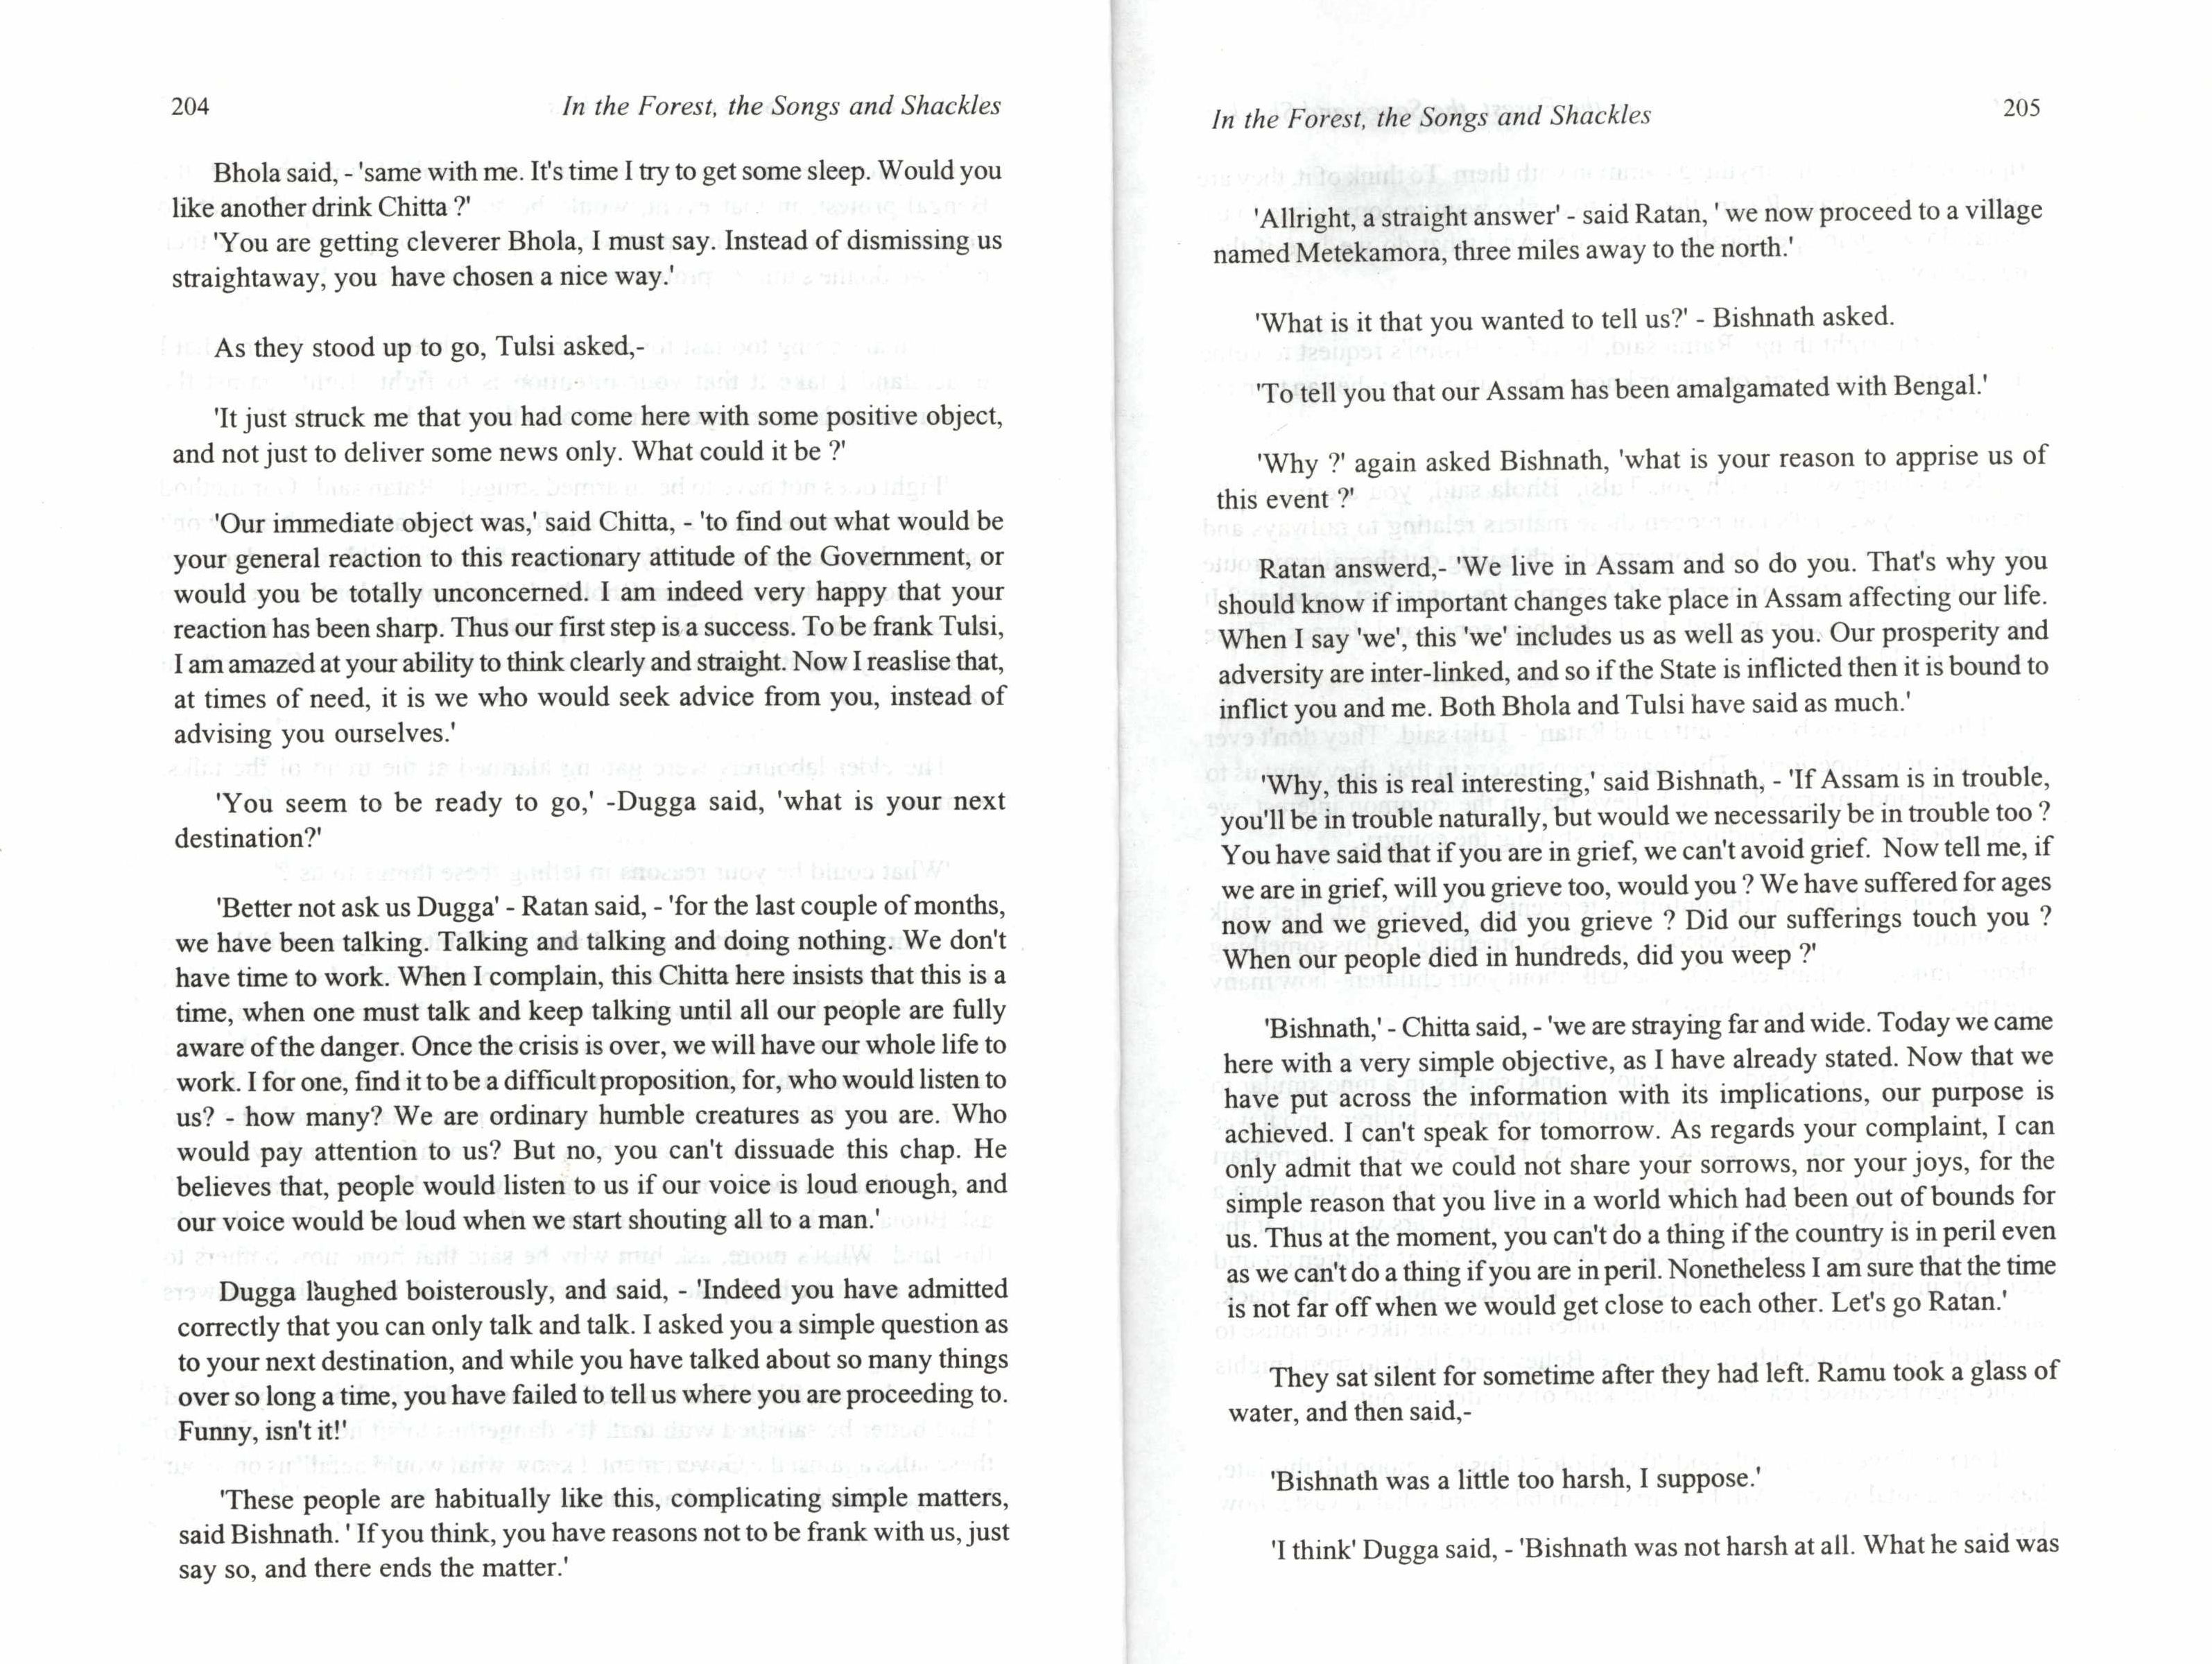 204
In the Forest, the Songs and Shackles
Bhola said, - 'same with me. It's time I try to get some sleep. Would you
like another drink Chitta ?'
'You are getting cleverer Bhola, I must say. Instead of dismissing us
straightaway, you have chosen a nice way.'
As they stood up to go, Tulsi asked,-
'It just struck me that you had come here with some positive object,
and not just to deliver some news only. What could it be ?'
'Our immediate object was,' said Chitta, - 'to find out what would be
your general reaction to this reactionary attitude of the Government, or
would you be totally unconcerned. I am indeed very happy that your
reaction has been sharp. Thus our first step is a success. To be frank Tulsi,
I am amazed at your ability to think clearly and straight. Now I reaslise that,
at times of need, it is we who would seek advice from you, instead of
advising you ourselves.'
'You seem to be ready to go,' -Dugga said, 'what is your next
destination?'
'Better not ask us Dugga' - Ratan said, - 'for the last couple of months,
we have been talking. Talking and talking and doing nothing. We don't
have time to work. When I complain, this Chitta here insists that this is a
time, when one must talk and keep talking until all our people are fully
aware of the danger. Once the crisis is over, we will have our whole life to
work. I for one, find it to be a difficult proposition, for, who would listen to
us? - how many? We are ordinary humble creatures as you are. Who
would pay attention to us? But no, you can't dissuade this chap. He
believes that, people would listen to us if our voice is loud enough, and
our voice would be loud when we start shouting all to a man.'
Dugga laughed boisterously, and said, - 'Indeed you have admitted
correctly that you can only talk and talk. I asked you a simple question as
to your next destination, and while you have talked about so many things
over so long a time, you have failed to tell us where you are proceeding to.
Funny, isn't it!'
'These people are habitually like this, complicating simple matters,
said Bishnath. ' If you think, you have reasons not to be frank with us, just
say so, and there ends the matter.'
In the Forest, the Songs and Shackles
205
'Allright, a straight answer' - said Ratan, ' we now proceed to a village
named Metekamora, three miles away to the north.'
'What is it that you wanted to tell us?' - Bishnath asked.
'To tell you that our Assam has been amalgamated with Bengal.'
'Why ?' again asked Bishnath, 'what is your reason to apprise us of
this event ?'
Ratan answerd,- 'We live in Assam and so do you. That's why you
should know if important changes take place in Assam affecting our life.
When I say 'we', this 'we' includes us as well as you. Our prosperity and
adversity are inter-linked, and so if the State is inflicted then it is bound to
inflict you and me. Both Bhola and Tulsi have said as much.'
'Why, this is real interesting,' said Bishnath, - 'If Assam is in trouble,
you'll be in trouble naturally, but would we necessarily be in trouble too ?
You have said that if you are in grief, we can't avoid grief. Now tell me, if
we are in grief, will you grieve too, would you ? We have suffered for ages
now and we grieved, did you grieve ? Did our sufferings touch you ?
When our people died in hundreds, did you weep ?'
'Bishnath,' - Chitta said, - 'we are straying far and wide. Today we came
here with a very simple objective, as I have already stated. Now that we
have put across the information with its implications, our purpose is
achieved. I can't speak for tomorrow. As regards your complaint, I can
only admit that we could not share your sorrows, nor your joys, for the
simple reason that you live in a world which had been out of bounds for
us. Thus at the moment, you can't do a thing if the country is in peril even
as we can't do a thing if you are in peril. Nonetheless I am sure that the time
is not far off when we would get close to each other. Let's go Ratan.'
They sat silent for sometime after they had left. Ramu took a glass of
water, and then said,-
'Bishnath was a little too harsh, I suppose.'
'I think' Dugga said, - 'Bishnath was not harsh at all. What he said was